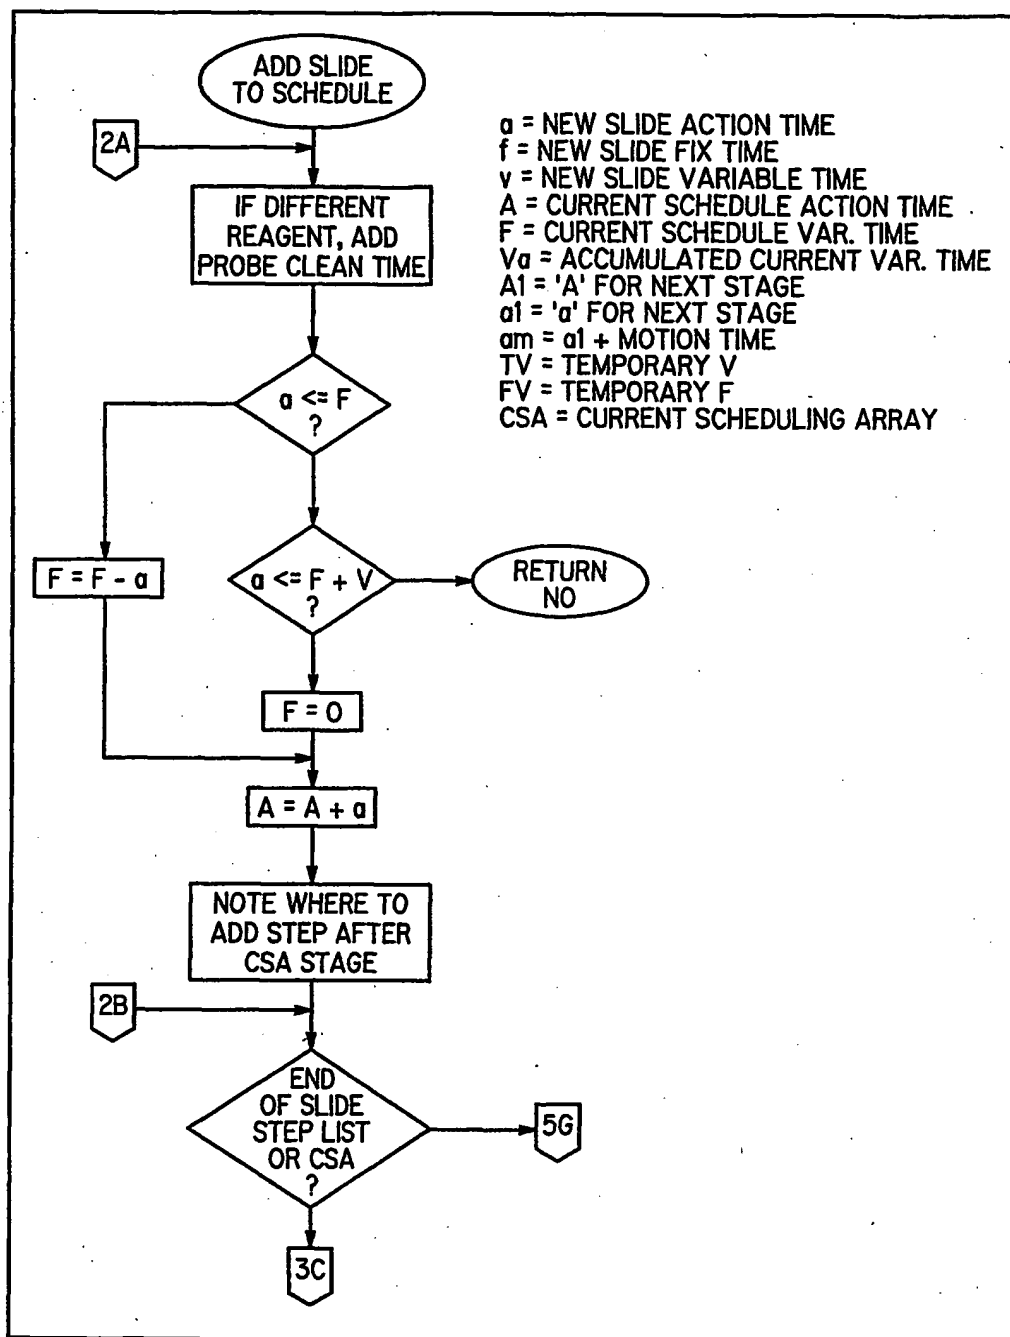 ADD SLIDE
TO SCHEDULE
2A
a = NEW SLIDE ACTION TIME
f = NEW SLIDE FIX TIME
v = NEW SLIDE VARIABLE TIME
A = CURRENT SCHEDULE ACTION TIME
F = CURRENT SCHEDULE VAR. TIME
Va = ACCUMULATED CURRENT VAR. TIME
A1 = 'A' FOR NEXT STAGE
a1 = 'a' FOR NEXT STAGE
am = a1 + MOTION TIME
TV = TEMPORARY V
FV = TEMPORARY F
CSA = CURRENT SCHEDULING ARRAY
IF DIFFERENT
REAGENT, ADD
PROBE CLEAN TIME
a <= F
?
F = F - a
a <= F + V
?
RETURN
NO
F = 0
A = A + a
NOTE WHERE TO
ADD STEP AFTER
CSA STAGE
2B
END
OF SLIDE
STEP LIST
OR CSA
?
5G
3C